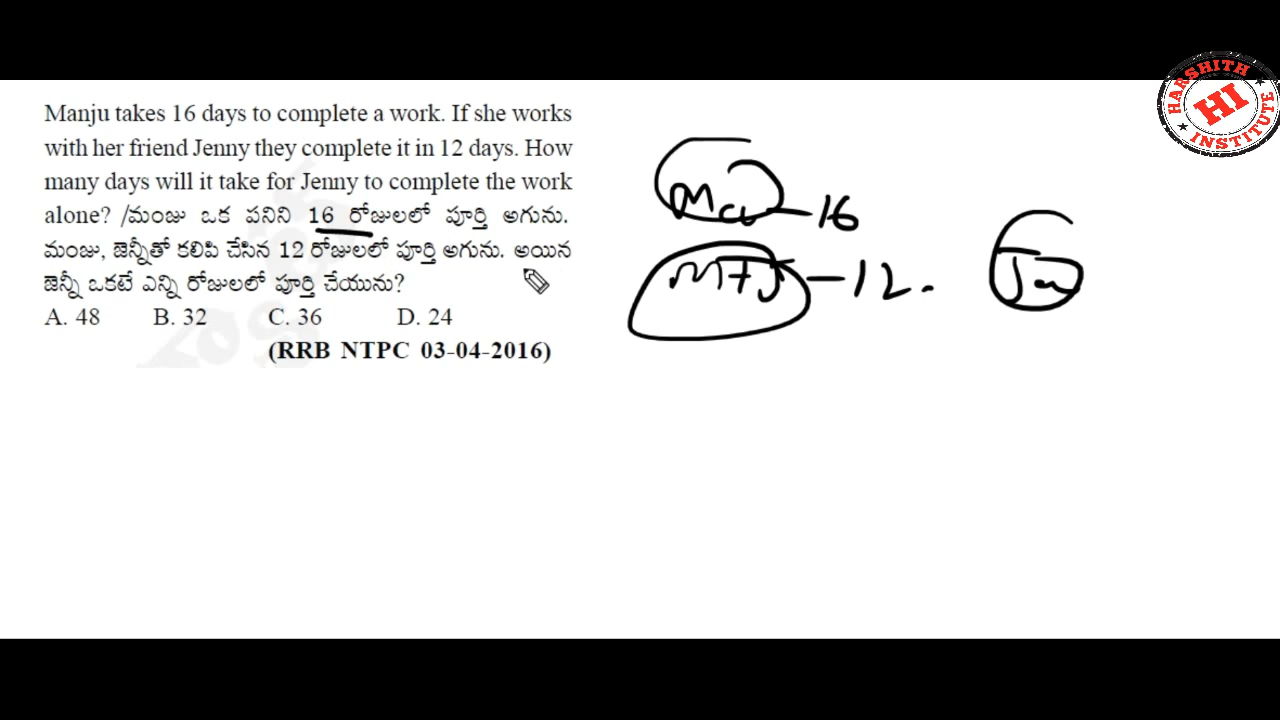 Manju takes 16 days to complete a work. If she works
with her friend Jenny they complete it in 12 days. How
many days will it take for Jenny to complete the work
alone? /మంజు ఒక పనిని 16 రోజులలో పూర్తి అగును.
మంజు, జెన్నీతో కలిపి చేసిన 12 రోజులలో పూర్తి అగును. అయిన
జెన్నీ ఒకటే ఎన్ని రోజులలో పూర్తి చేయును?
A. 48 B. 32 C. 36 D. 24
(RRB NTPC 03-04-2016)
16
M+J - 12.
HARSHITH
HI
INSTITUTE